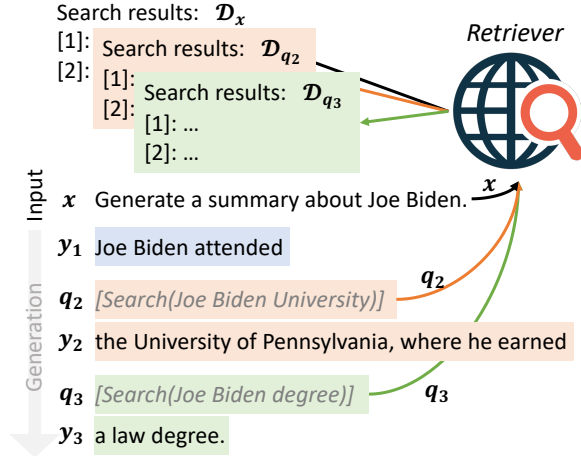 Search results: 𝒟x
[1]:
[2]:
Search results: 𝒟q2
[1]:
[2]:
Search results: 𝒟q3
[1]: ...
[2]: ...
Retriever
Input
x Generate a summary about Joe Biden.
x
y1 Joe Biden attended
q2
q2 [Search(Joe Biden University)]
y2 the University of Pennsylvania, where he earned
q3 [Search(Joe Biden degree)]
q3
y3 a law degree.
Generation